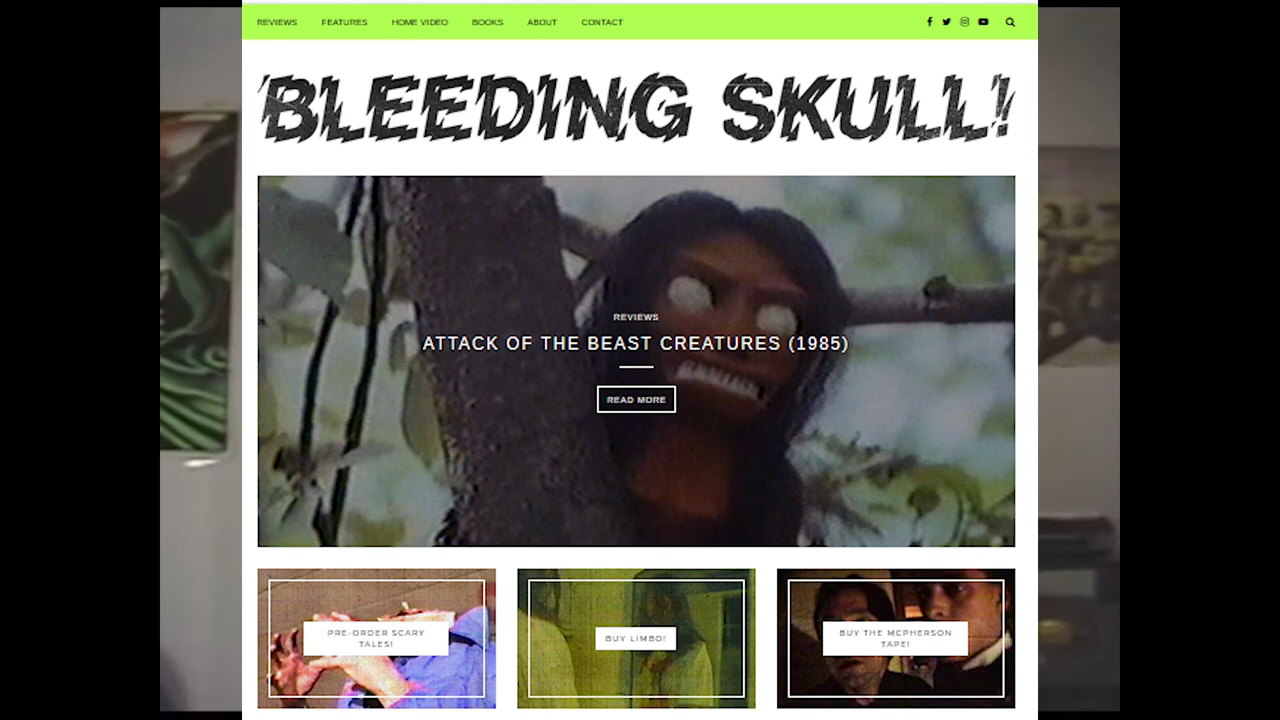 REVIEWS FEATURES HOME VIDEO BOOKS ABOUT CONTACT
BLEEDING SKULL!
REVIEWS
ATTACK OF THE BEAST CREATURES (1985)
READ MORE
PRE-ORDER SCARY
TALES!
BUY LIMBO!
BUY THE MCPHERSON
TAPE!